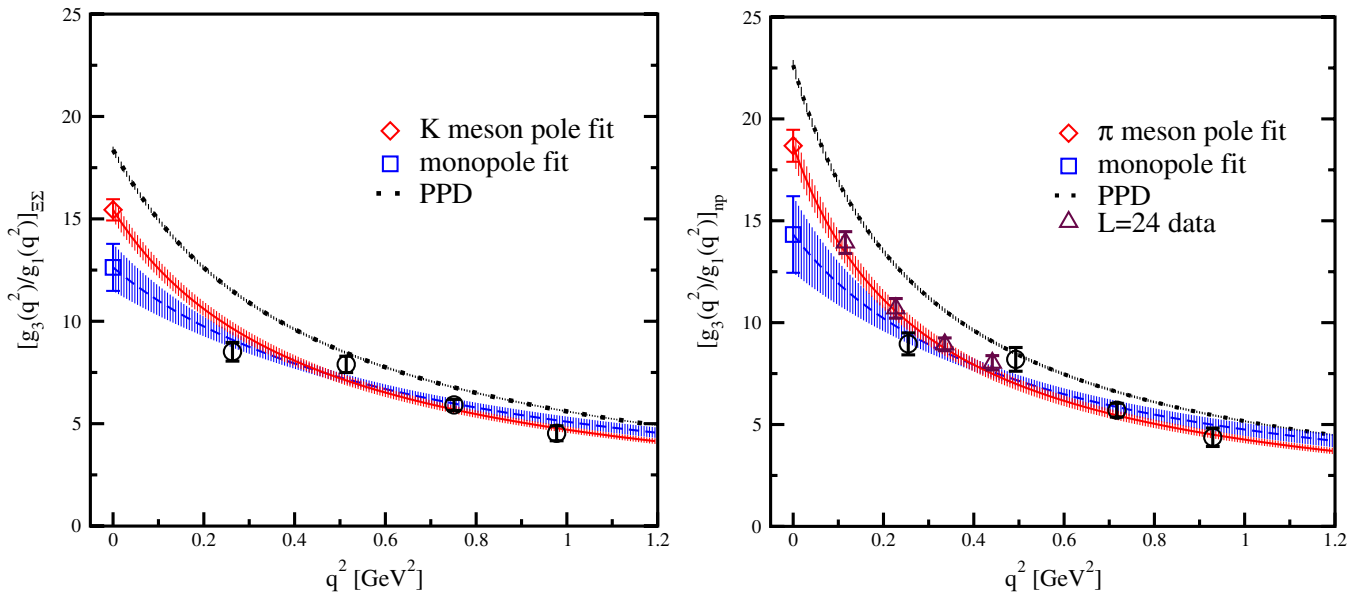 25
20
15
10
5
0
[g₃(q²)/g₁(q²)]_ΞΣ
K meson pole fit
monopole fit
PPD
0 0.2 0.4 0.6 0.8 1 1.2
q² [GeV²]
25
20
15
10
5
0
[g₃(q²)/g₁(q²)]_np
π meson pole fit
monopole fit
PPD
L=24 data
0 0.2 0.4 0.6 0.8 1 1.2
q² [GeV²]